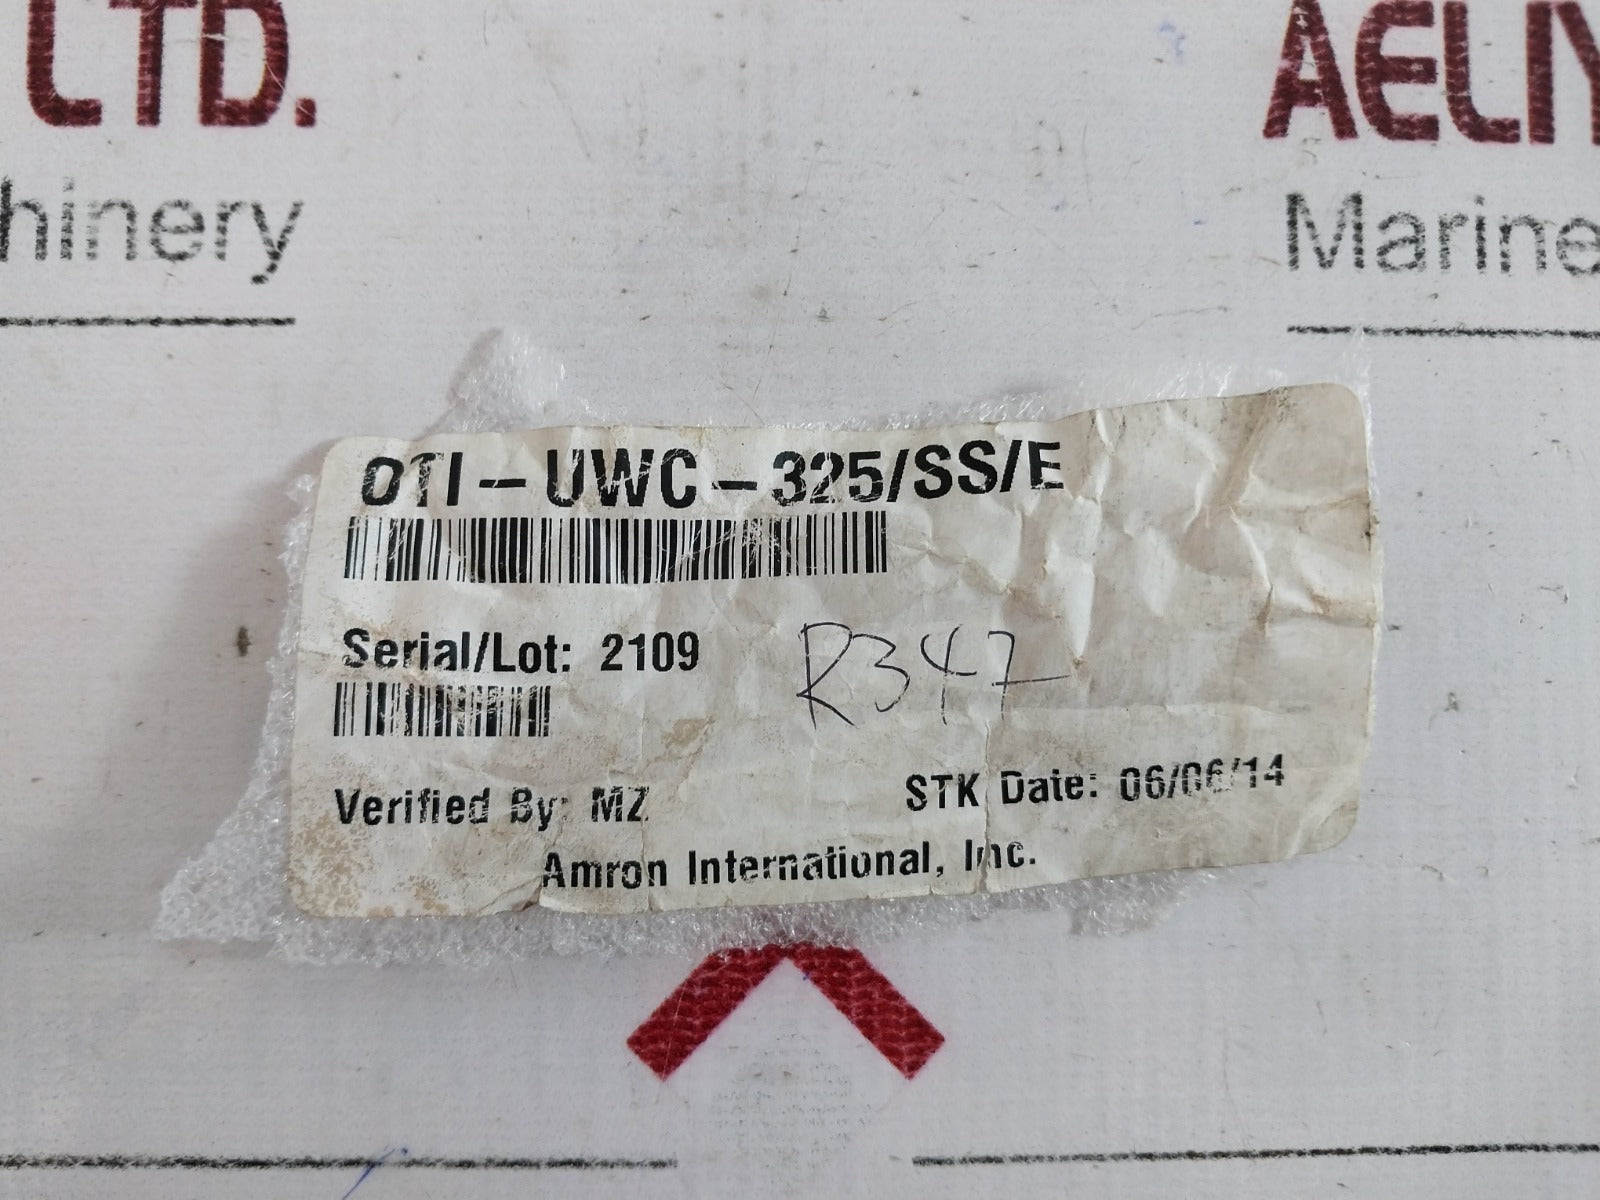 LTD.
AELIY
hinery
Marine
OTI-UWC-325/SS/E
Serial/Lot: 2109
R347
Verified By: MZ
STK Date: 06/06/14
Amron International, Inc.